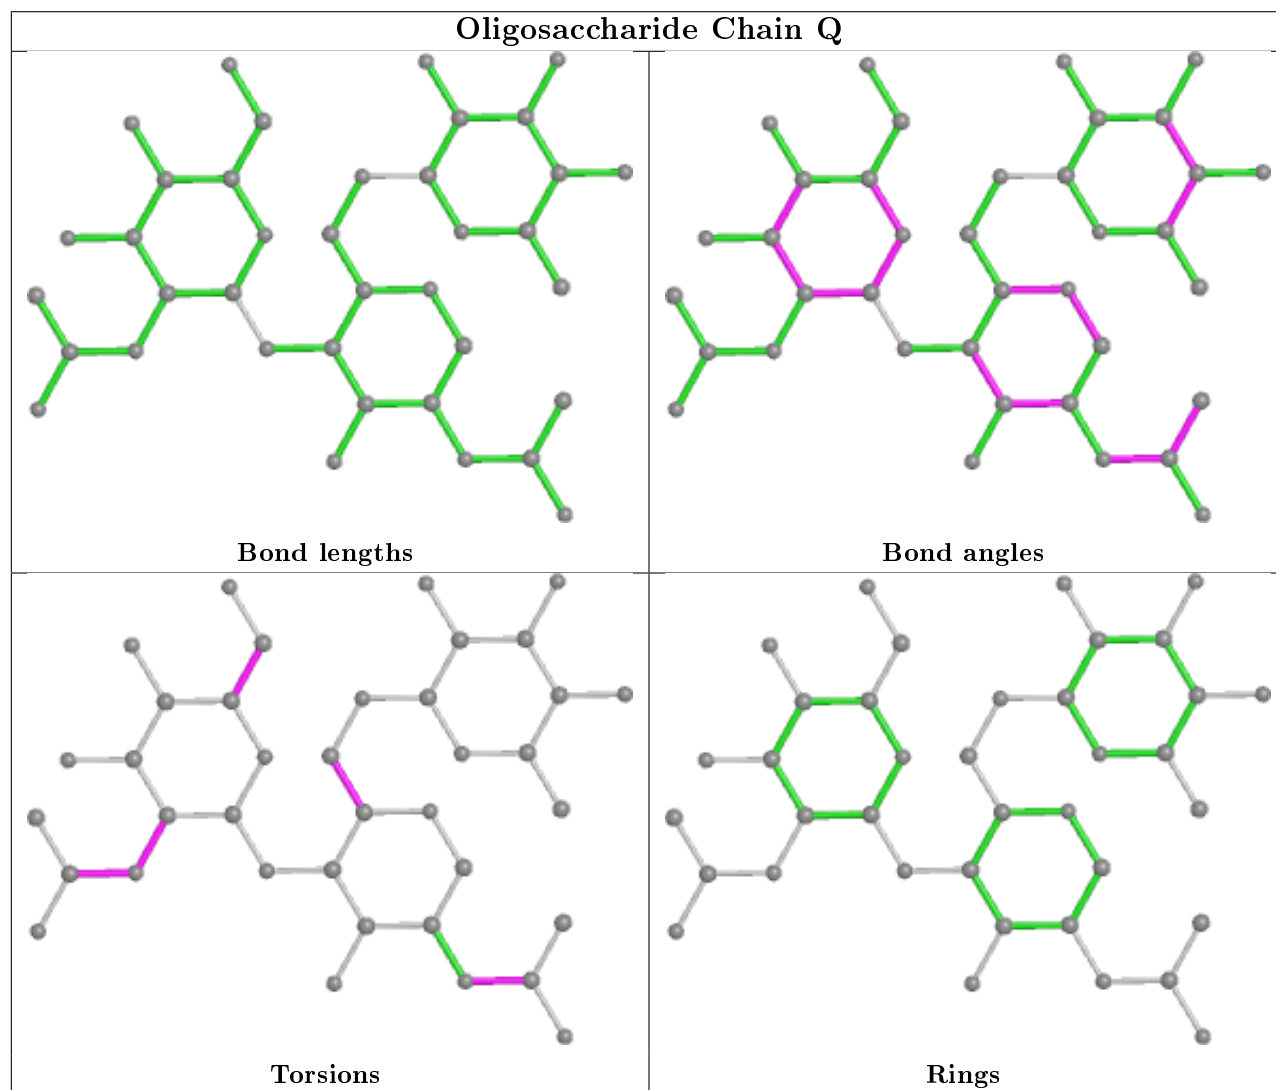 Oligosaccharide Chain Q
Bond lengths
Bond angles
Torsions
Rings